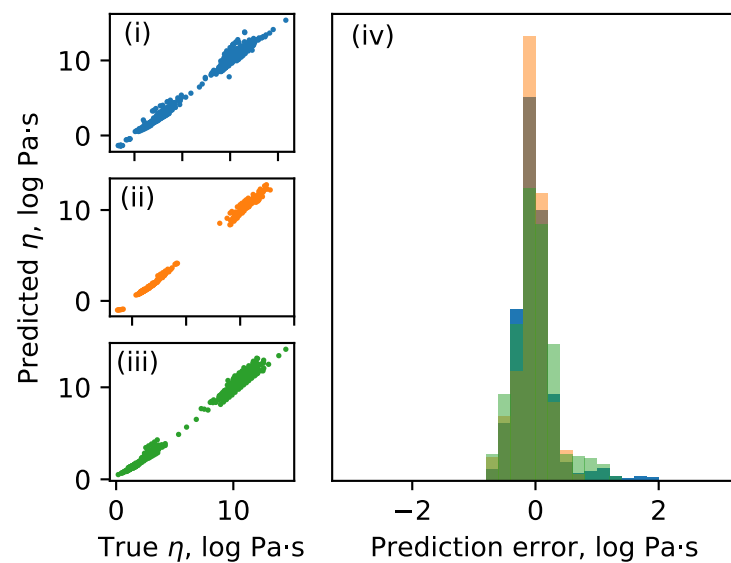 (i)
10
0
(ii)
10
0
(iii)
10
0
0
10
Predicted η, log Pa·s
True η, log Pa·s
(iv)
−2
0
2
Prediction error, log Pa·s